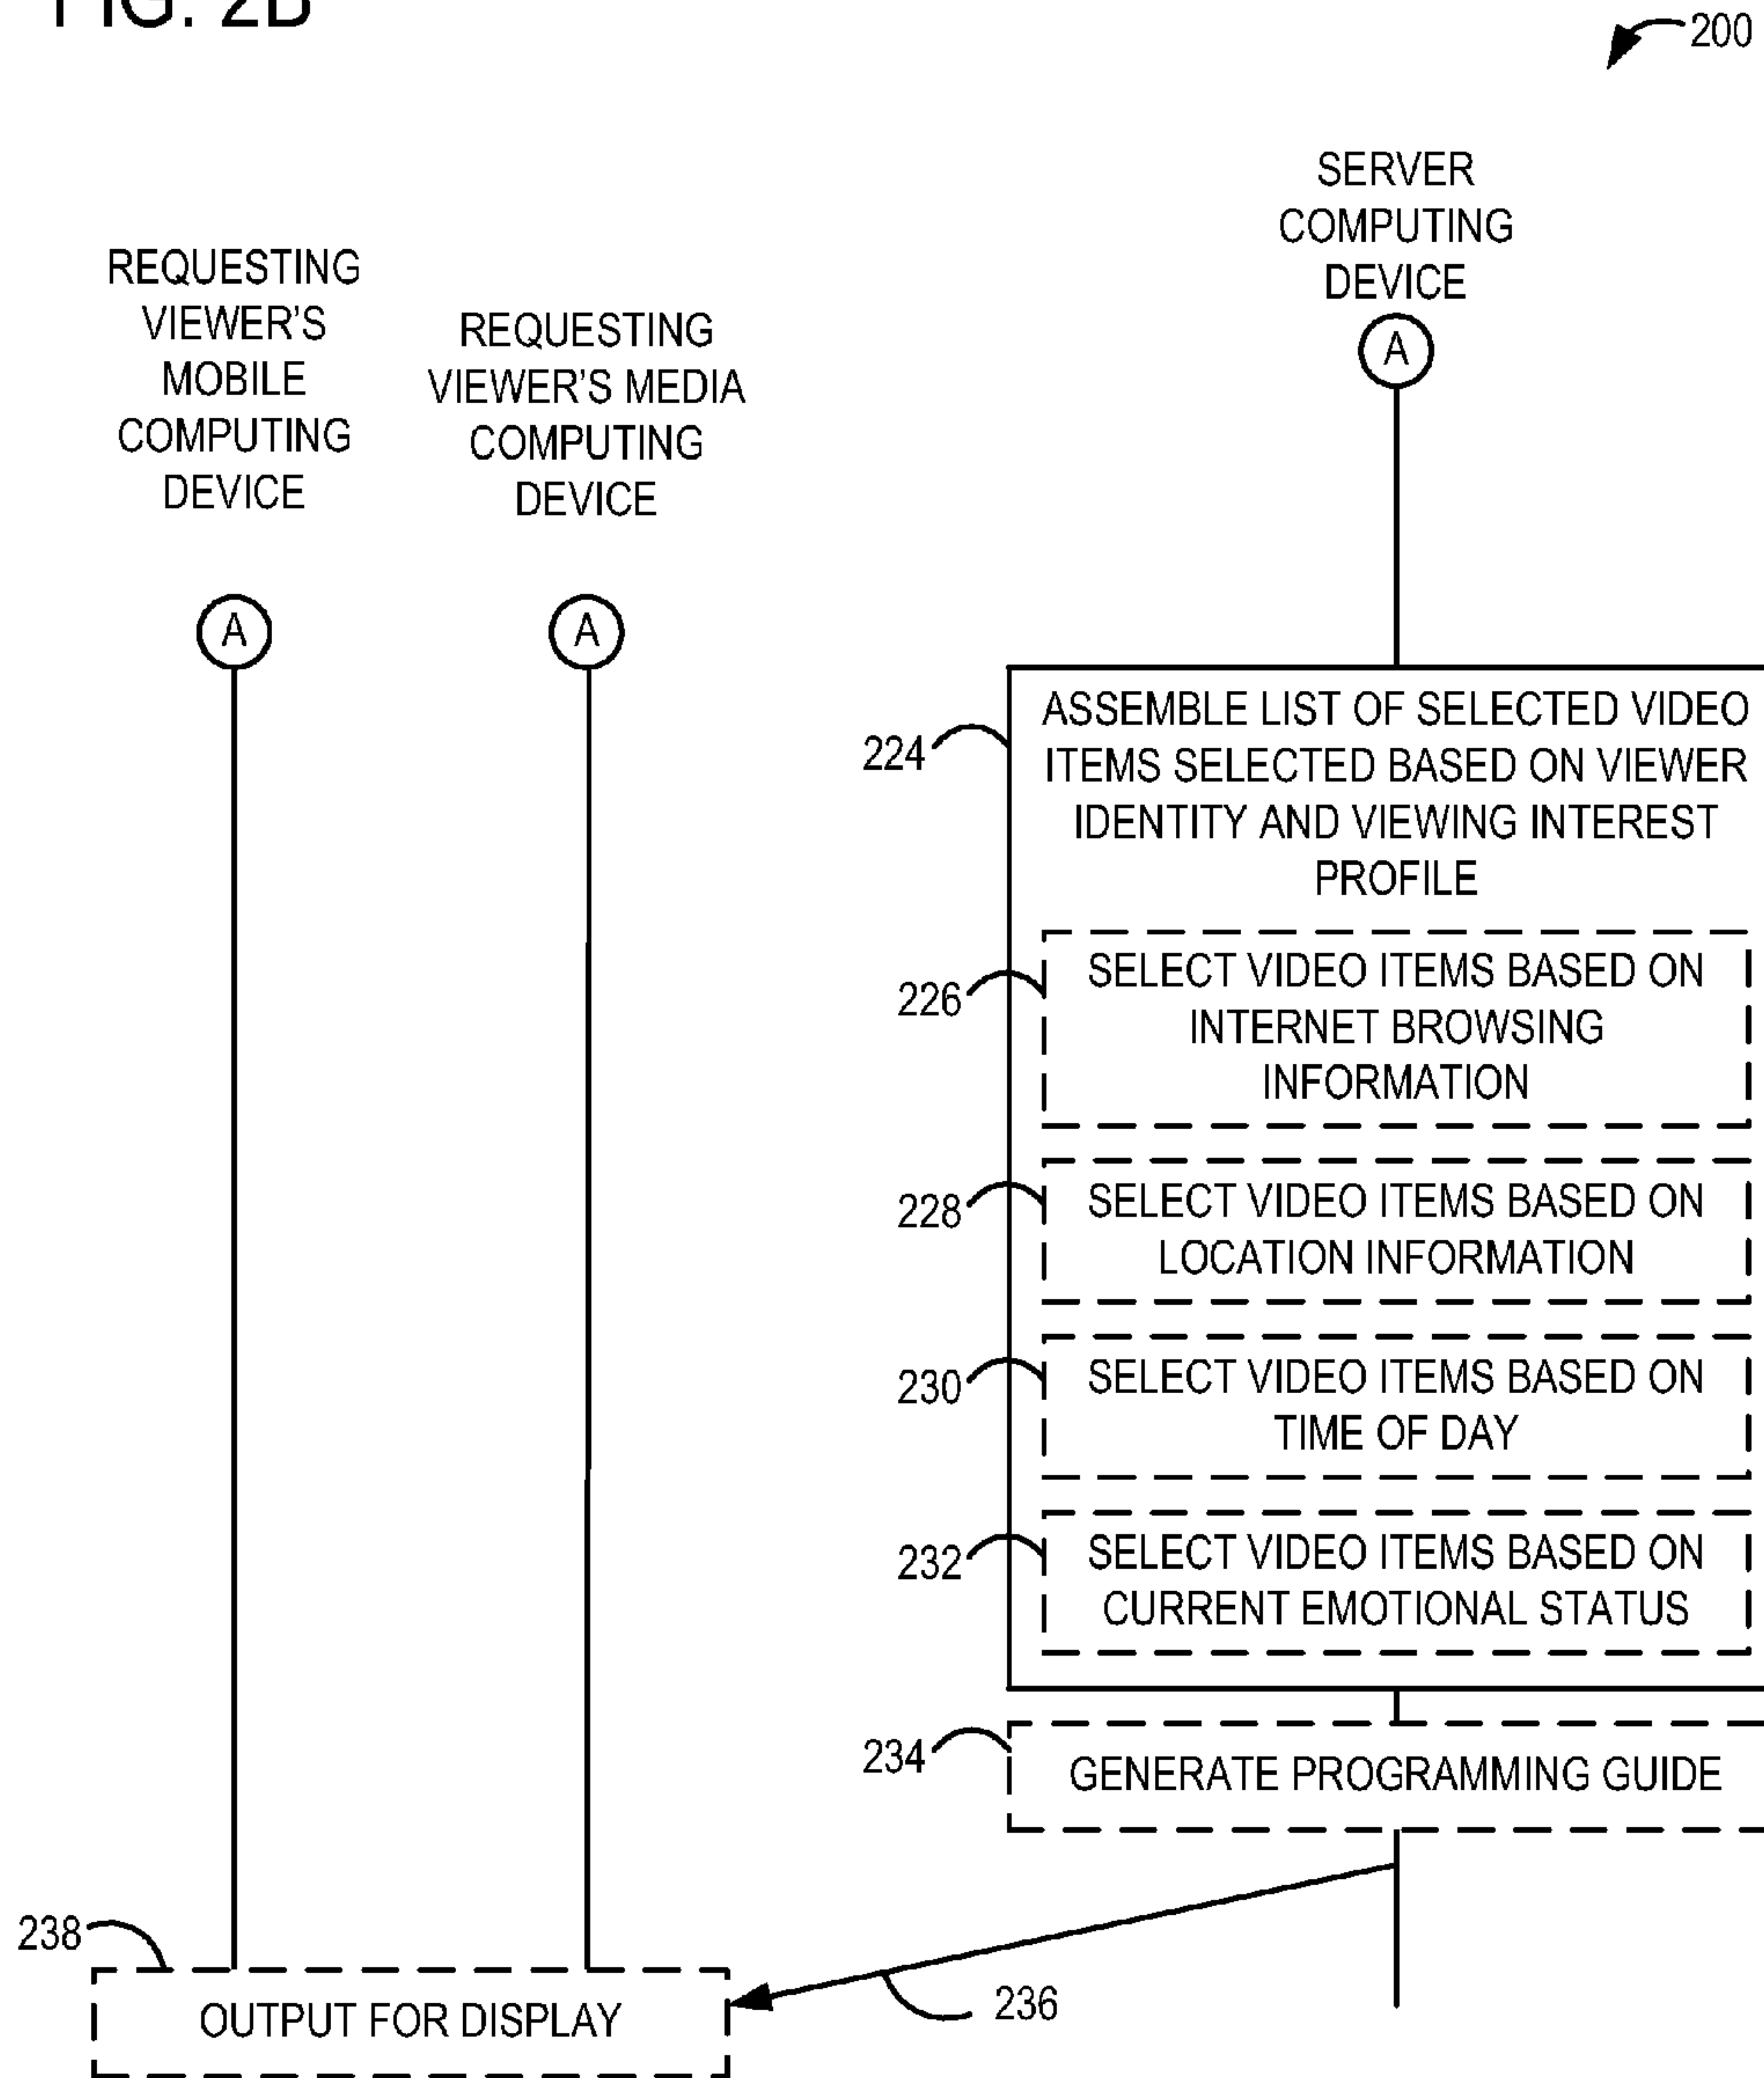 FIG. 2B
200
SERVER
COMPUTING
DEVICE
A
REQUESTING
VIEWER'S
MOBILE
COMPUTING
DEVICE
A
REQUESTING
VIEWER'S MEDIA
COMPUTING
DEVICE
A
224
ASSEMBLE LIST OF SELECTED VIDEO
ITEMS SELECTED BASED ON VIEWER
IDENTITY AND VIEWING INTEREST
PROFILE
226
SELECT VIDEO ITEMS BASED ON
INTERNET BROWSING
INFORMATION
228
SELECT VIDEO ITEMS BASED ON
LOCATION INFORMATION
230
SELECT VIDEO ITEMS BASED ON
TIME OF DAY
232
SELECT VIDEO ITEMS BASED ON
CURRENT EMOTIONAL STATUS
234
GENERATE PROGRAMMING GUIDE
236
238
OUTPUT FOR DISPLAY